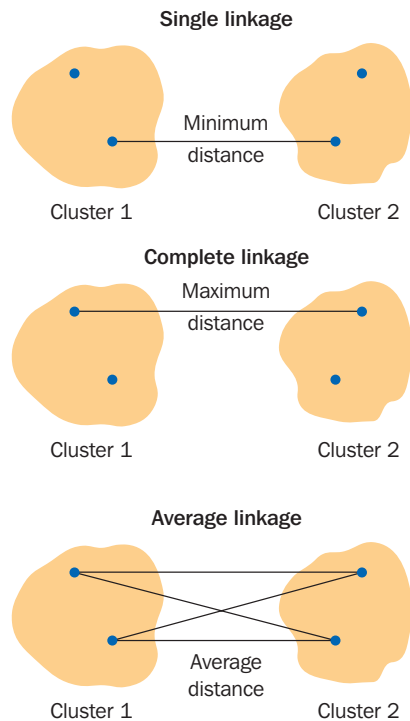 Single linkage
Minimum
distance
Cluster 1 Cluster 2
Complete linkage
Maximum
distance
Cluster 1 Cluster 2
Average linkage
Average
distance
Cluster 1 Cluster 2